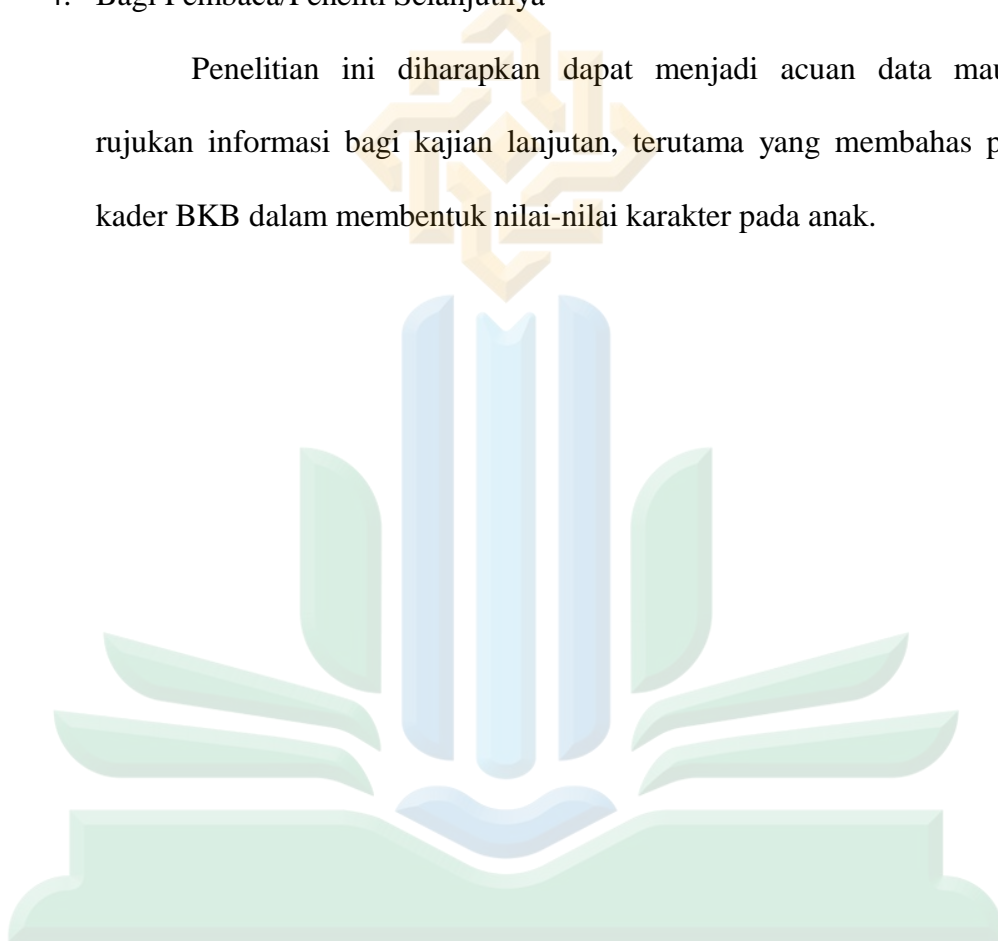 4. Bagi Pembaca/Peneliti Selanjutnya
Penelitian ini diharapkan dapat menjadi acuan data
rujukan informasi bagi kajian lanjutan, terutama yang membahas
kader BKB dalam membentuk nilai-nilai karakter pada anak.